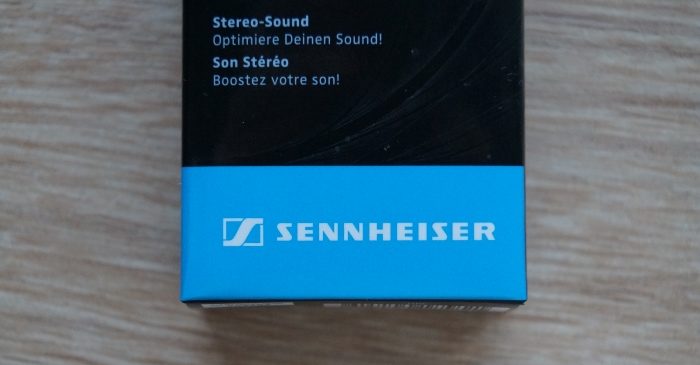 Stereo-Sound
Optimiere Deinen Sound!
Son Stéréo
Boostez votre son!
SENNHEISER